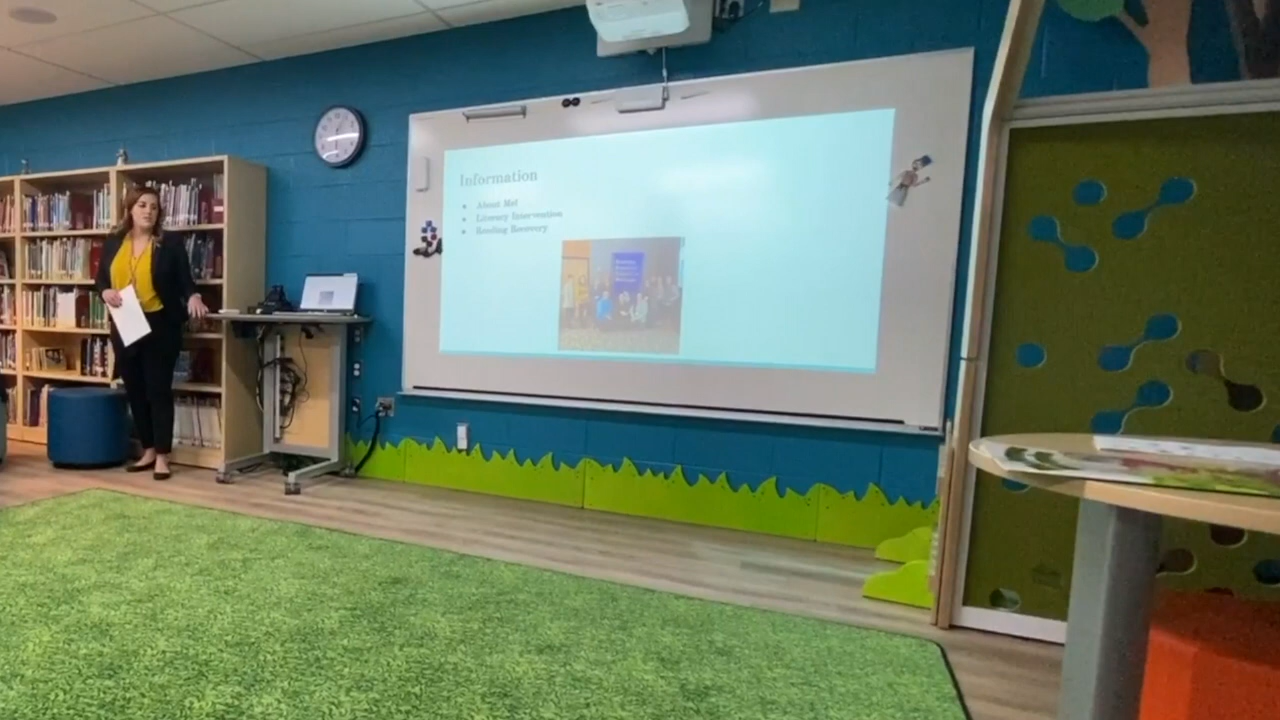 Information
● About Me!
● Literacy Intervention
● Reading Recovery